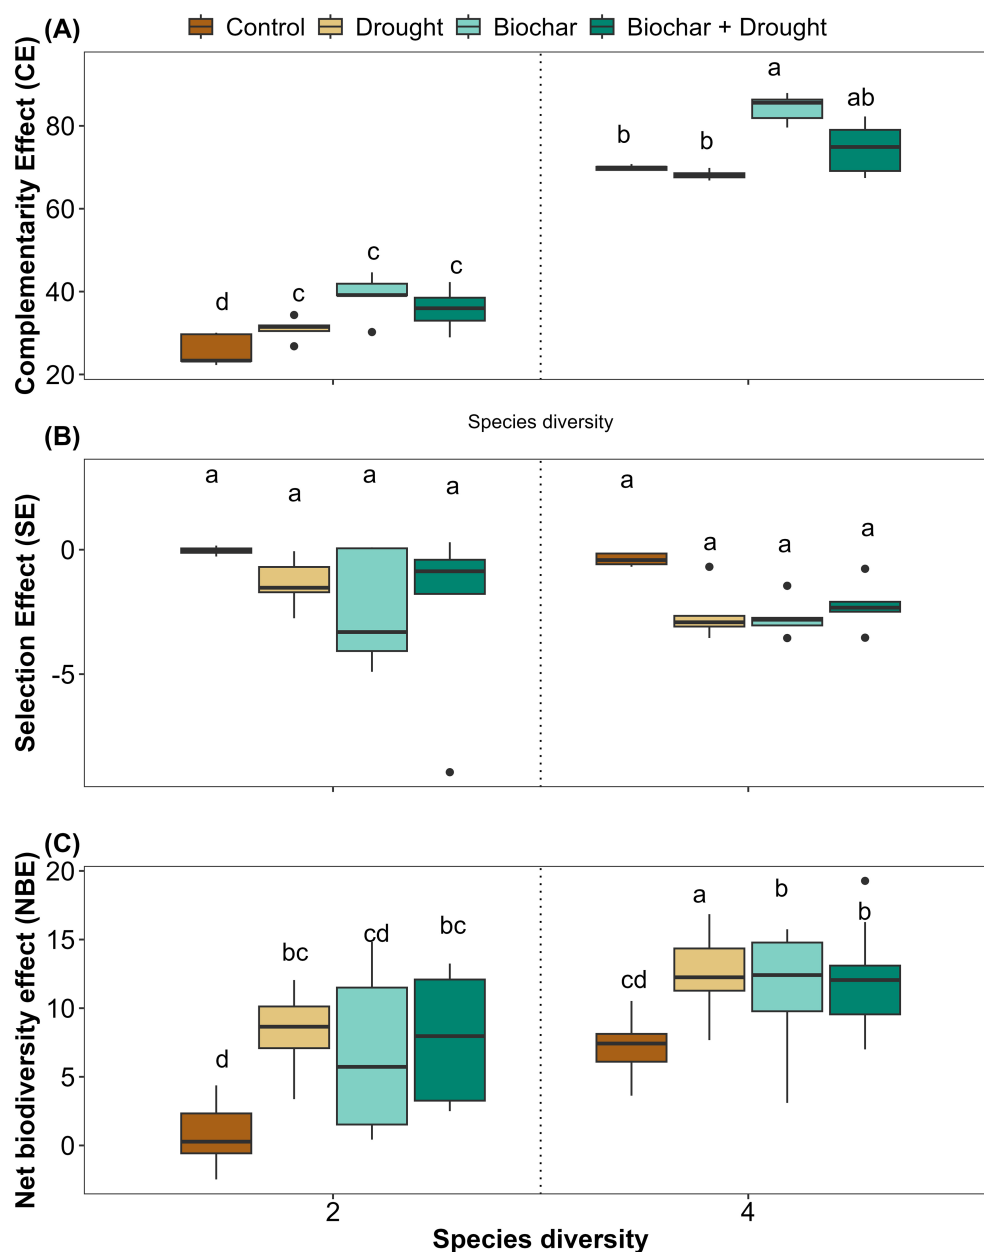 (A) Control Drought Biochar Biochar + Drought
Complementarity Effect (CE)
80
60
40
20
d c c c b b a ab
Species diversity
(B)
Selection Effect (SE)
0
-5
a a a a a a a a
(C)
Net biodiversity effect (NBE)
20
15
10
5
0
d bc cd bc cd a b b
2 4
Species diversity